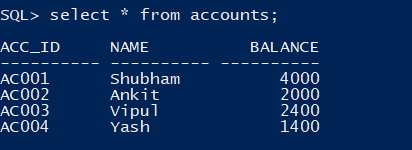 SQL> select * from accounts;
ACC_ID     NAME          BALANCE
---------- ---------- ----------
AC001      Shubham          4000
AC002      Ankit            2000
AC003      Vipul            2400
AC004      Yash             1400